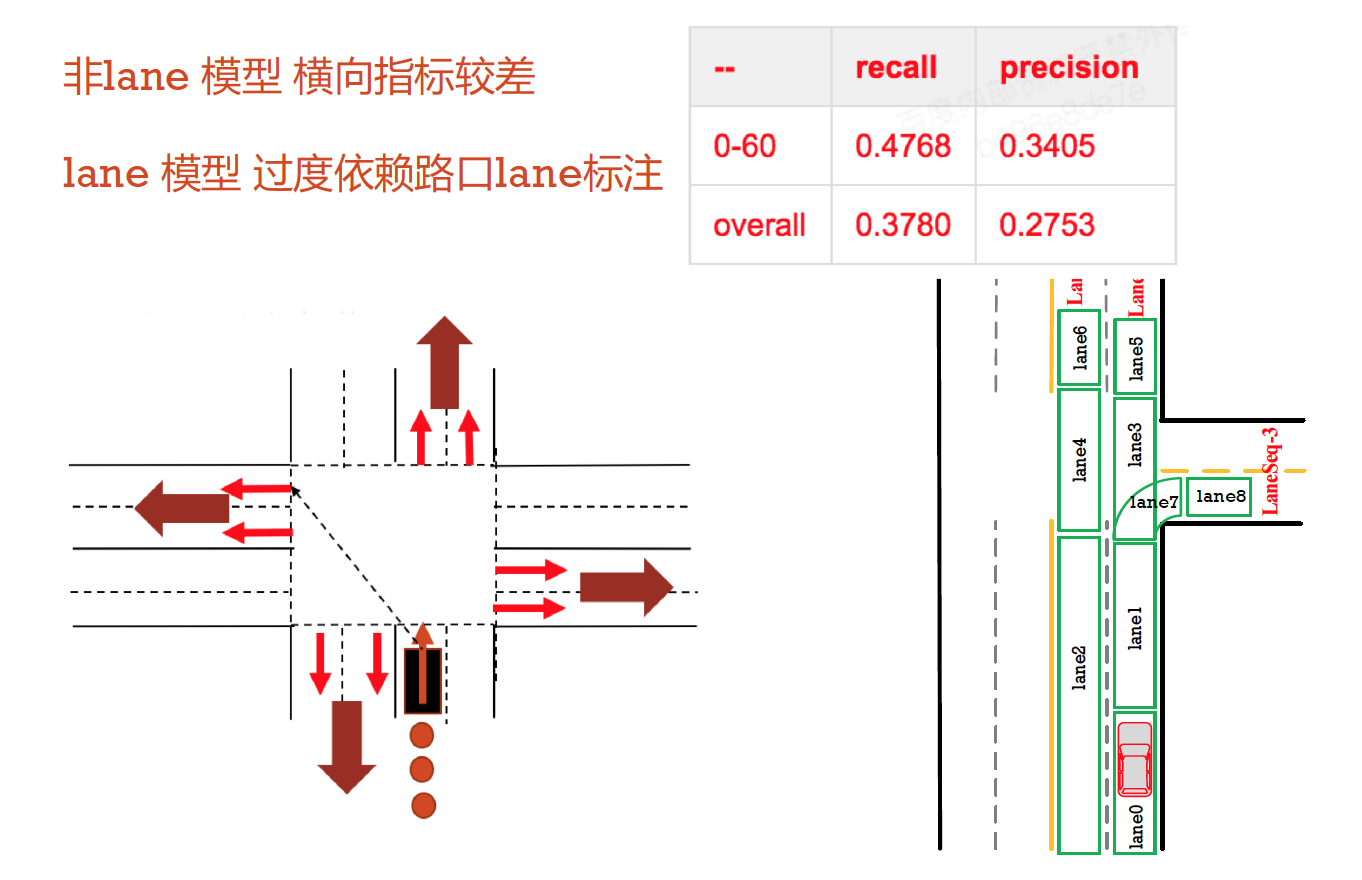 非lane 模型 横向指标较差
lane 模型 过度依赖路口lane标注
-- recall precision
0-60 0.4768 0.3405
overall 0.3780 0.2753
lane6
lane5
lane4
lane3
LaneSeq-3
lane7
lane8
lane2
lane1
lane0